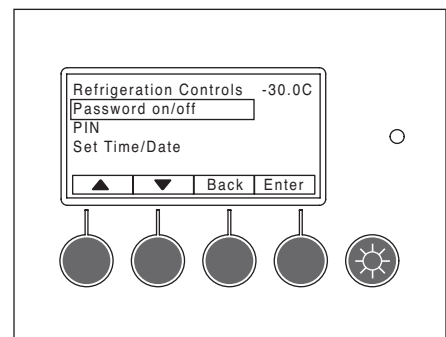 Refrigeration Controls -30.0C
Password on/off
PIN
Set Time/Date
▲ ▼ Back Enter